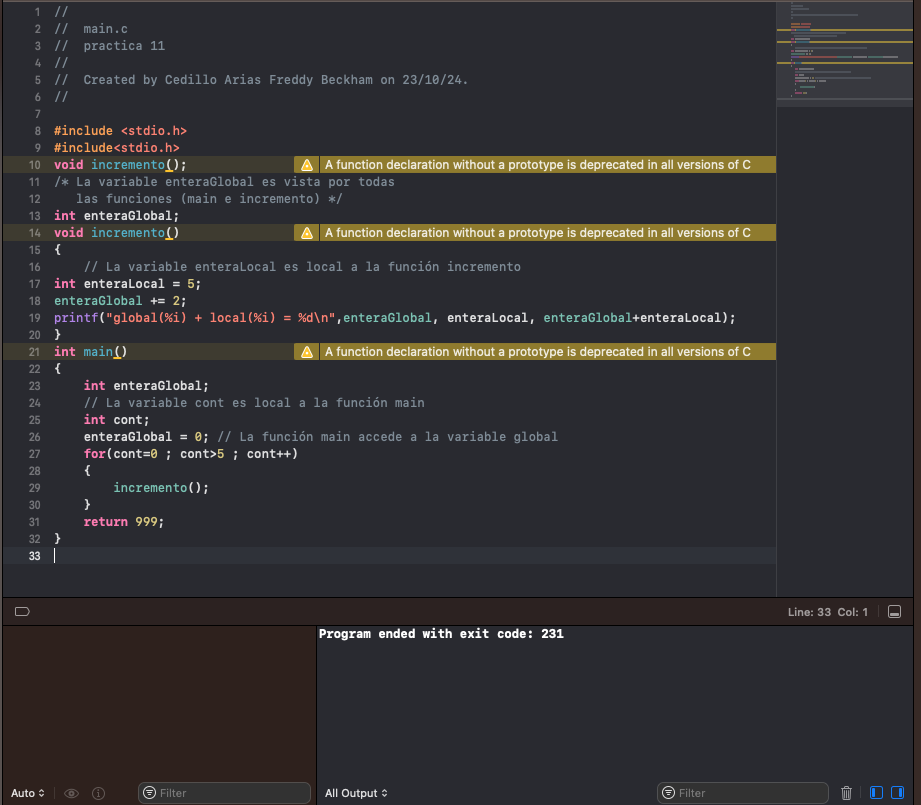 1 //
2 //  main.c
3 //  practica 11
4 //
5 //  Created by Cedillo Arias Freddy Beckham on 23/10/24.
6 //
7
8 #include <stdio.h>
9 #include<stdio.h>
10 void incremento(); A function declaration without a prototype is deprecated in all versions of C
11 /* La variable enteraGlobal es vista por todas
12    las funciones (main e incremento) */
13 int enteraGlobal;
14 void incremento() A function declaration without a prototype is deprecated in all versions of C
15 {
16     // La variable enteraLocal es local a la función incremento
17 int enteraLocal = 5;
18 enteraGlobal += 2;
19 printf("global(%i) + local(%i) = %d\n",enteraGlobal, enteraLocal, enteraGlobal+enteraLocal);
20 }
21 int main() A function declaration without a prototype is deprecated in all versions of C
22 {
23     int enteraGlobal;
24     // La variable cont es local a la función main
25     int cont;
26     enteraGlobal = 0; // La función main accede a la variable global
27     for(cont=0 ; cont>5 ; cont++)
28     {
29         incremento();
30     }
31     return 999;
32 }
33
Line: 33 Col: 1
Program ended with exit code: 231
Auto Filter All Output Filter